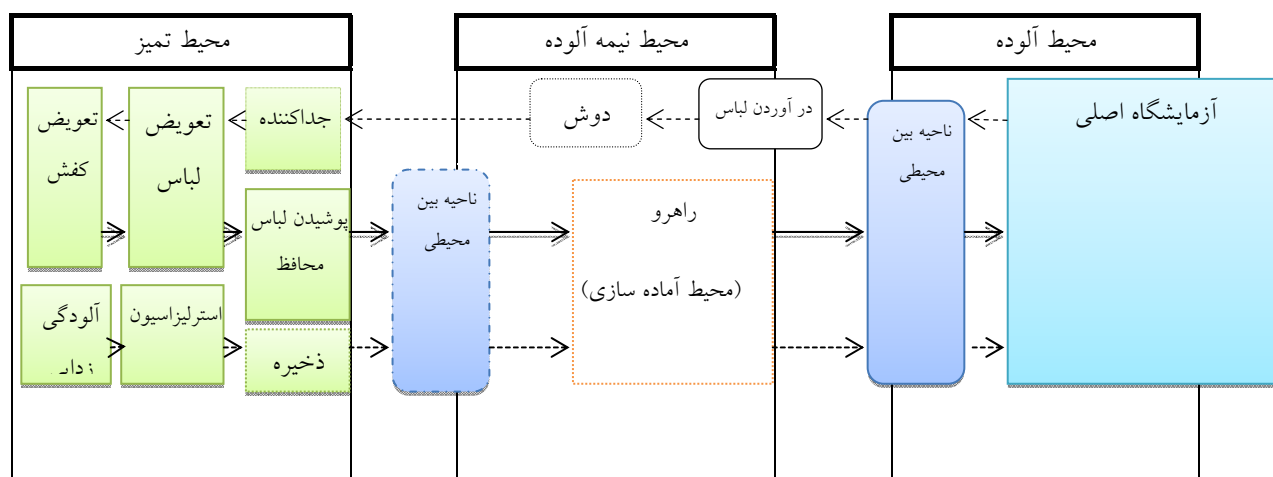 محیط آلوده
محیط نیمه آلوده
محیط تمیز
آزمایشگاه اصلی
ناحیه بین
محیطی
در آوردن لباس
دوش
جداکننده
تعویض
لباس
تعویض
کفش
پوشیدن لباس
محافظ
ناحیه بین
محیطی
راهرو
(محیط آماده سازی)
آلودگی
استرلیزاسیون
ذخیره